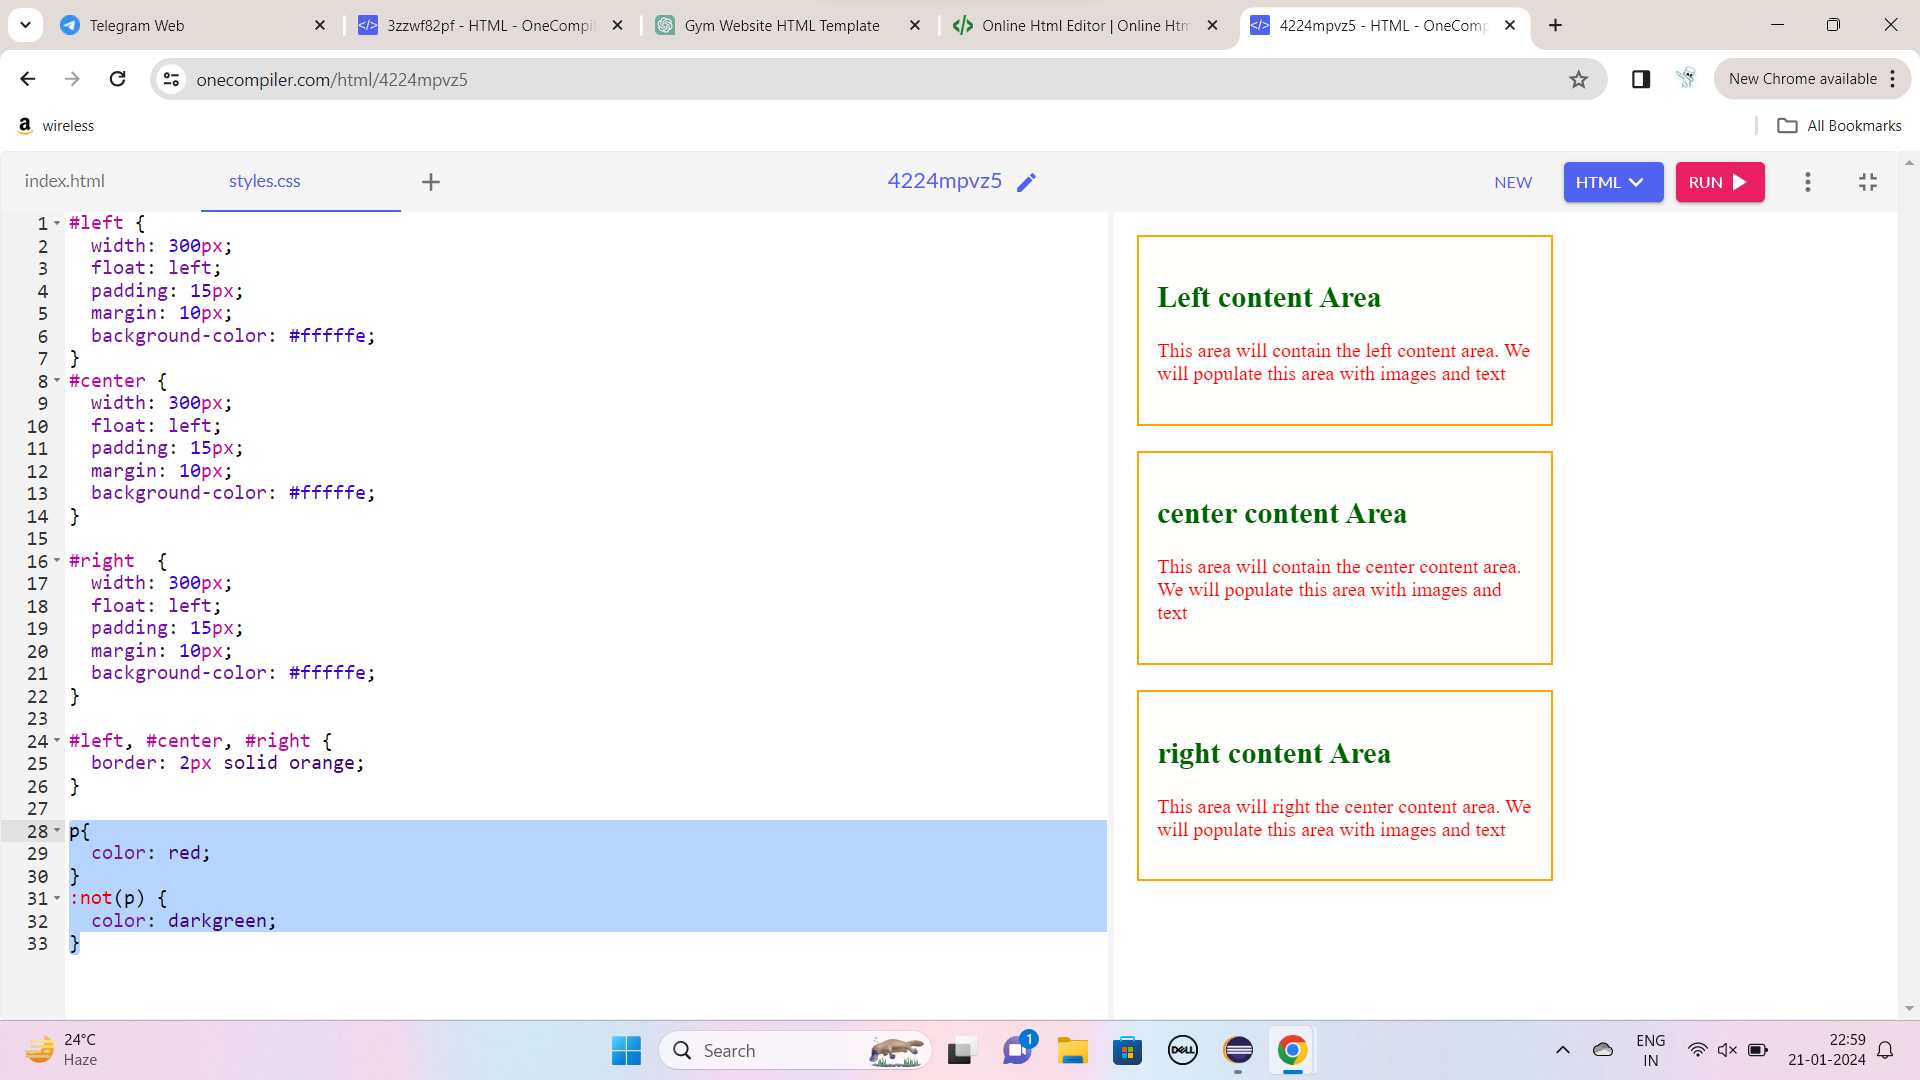 Telegram Web
3zzwf82pf - HTML - OneCompil
Gym Website HTML Template
Online Html Editor | Online Htm
4224mpvz5 - HTML - OneComp
onecompiler.com/html/4224mpvz5
New Chrome available
wireless
All Bookmarks
index.html
styles.css
4224mpvz5
NEW
HTML
RUN
1 #left {
2 width: 300px;
3 float: left;
4 padding: 15px;
5 margin: 10px;
6 background-color: #fffffe;
7 }
8 #center {
9 width: 300px;
10 float: left;
11 padding: 15px;
12 margin: 10px;
13 background-color: #fffffe;
14 }
15
16 #right {
17 width: 300px;
18 float: left;
19 padding: 15px;
20 margin: 10px;
21 background-color: #fffffe;
22 }
23
24 #left, #center, #right {
25 border: 2px solid orange;
26 }
27
28 p{
29 color: red;
30 }
31 :not(p) {
32 color: darkgreen;
33 }
Left content Area
This area will contain the left content area. We
will populate this area with images and text
center content Area
This area will contain the center content area.
We will populate this area with images and
text
right content Area
This area will right the center content area. We
will populate this area with images and text
24°C
Haze
Search
1
DELL
ENG
IN
22:59
21-01-2024